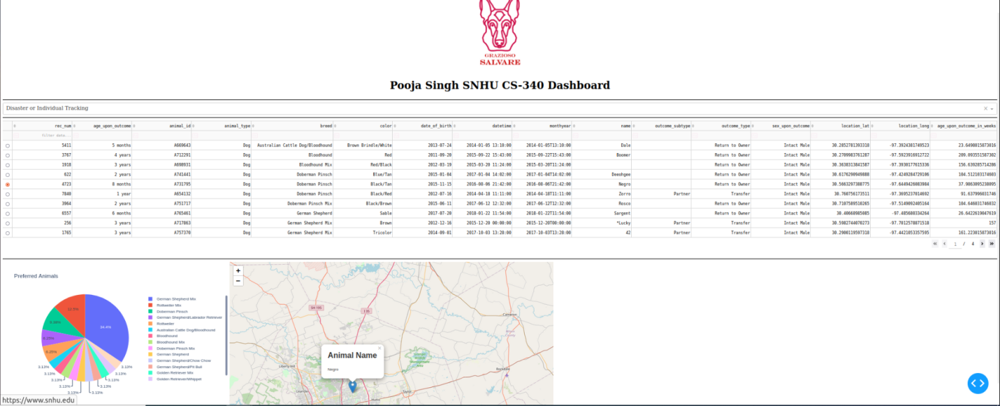 GRAZIOSO
SALVARE
Pooja Singh SNHU CS-340 Dashboard
Disaster or Individual Tracking × ▾
rec_num age_upon_outcome animal_id animal_type breed color date_of_birth datetime monthyear name outcome_subtype outcome_type sex_upon_outcome location_lat location_long age_upon_outcome_in_weeks
filter data...
5411 5 months A669643 Dog Australian Cattle Dog/Bloodhound Brown Brindle/White 2013-07-24 2014-01-05 13:10:00 2014-01-05T13:10:00 Dale Return to Owner Intact Male 30.2852781393318 -97.3924381749523 23.6498015873016
3767 4 years A712291 Dog Bloodhound Red 2011-09-20 2015-09-22 15:43:00 2015-09-22T15:43:00 Boomer Return to Owner Intact Male 30.2709983761287 -97.5923916912722 209.093551587302
1918 3 years A698931 Dog Bloodhound Mix Red/Black 2012-03-19 2015-03-20 11:24:00 2015-03-20T11:24:00 Return to Owner Intact Male 30.3638313841518 -97.3930177615336 156.639285714286
622 2 years A741441 Dog Doberman Pinsch Blue/Tan 2015-01-04 2017-01-04 14:02:00 2017-01-04T14:02:00 Deeohgee Return to Owner Intact Male 30.6176290949888 -97.4249284729106 104.512103174603
4723 8 months A731795 Dog Doberman Pinsch Black/Tan 2015-11-15 2016-08-06 21:42:00 2016-08-06T21:42:00 Negro Return to Owner Intact Male 30.5663297388775 -97.6449426083984 37.9863095238095
7840 1 year A654132 Dog Doberman Pinsch Black/Red 2012-07-16 2014-04-18 11:11:00 2014-04-18T11:11:00 Zorro Partner Transfer Intact Male 30.760756173511 -97.3695237014692 91.637996031746
3964 2 years A751717 Dog Doberman Pinsch Mix Black/Brown 2015-06-11 2017-06-12 12:32:00 2017-06-12T12:32:00 Rosco Return to Owner Intact Male 30.7107589510265 -97.5149092405164 104.646031746032
6557 6 months A765461 Dog German Shepherd Sable 2017-07-20 2018-01-22 11:54:00 2018-01-22T11:54:00 Sargent Return to Owner Intact Male 30.40668905085 -97.485680334264 26.6422619047619
256 3 years A717863 Dog German Shepherd Mix Brown 2012-12-16 2015-12-20 00:00:00 2015-12-20T00:00:00 *Lucky Partner Transfer Intact Male 30.5982744070273 -97.7012578071518 157
1765 3 years A757370 Dog German Shepherd Mix Tricolor 2014-09-01 2017-10-03 13:28:00 2017-10-03T13:28:00 42 Partner Transfer Intact Male 30.2900119597318 -97.4421053357595 161.223015873016
« ‹ 1 / 4 › »
Preferred Animals
34.4%
12.5%
9.38%
6.25%
6.25%
3.13%
3.13%
3.13%
3.13%
3.13%
3.13%
3.13%
3.13%
3.13%
3.13%
German Shepherd Mix
Rottweiler Mix
Doberman Pinsch
German Shepherd/Labrador Retriever
Rottweiler
Australian Cattle Dog/Bloodhound
Bloodhound
Bloodhound Mix
Doberman Pinsch Mix
German Shepherd
German Shepherd/Chow Chow
German Shepherd/Pit Bull
Golden Retriever Mix
Golden Retriever/Whippet
+
−
SH 195
I 35
Cameron
Liberty Hill
Leander
Taylor
Rockdale
Hutto
×
Animal Name
Negro
< >
https://www.snhu.edu